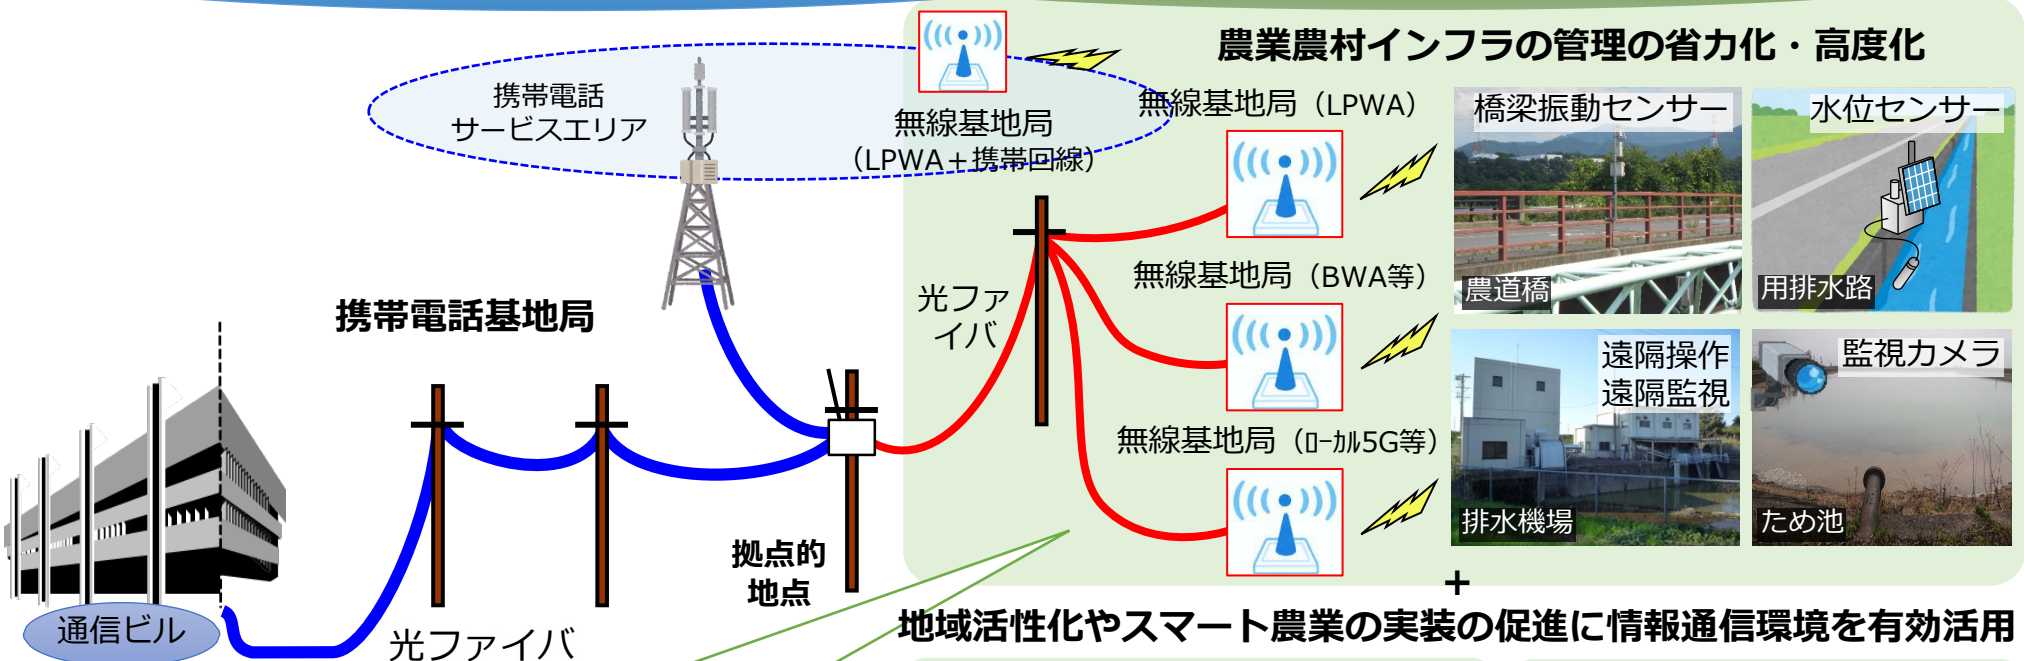 農業農村インフラの管理の省力化・高度化
携帯電話
サービスエリア
無線基地局
（LPWA＋携帯回線）
無線基地局（LPWA）
橋梁振動センサー
農道橋
水位センサー
用排水路
携帯電話基地局
光ファ
イバ
無線基地局（BWA等）
遠隔操作
遠隔監視
排水機場
監視カメラ
ため池
無線基地局（ﾛｰｶﾙ5G等）
拠点的
地点
通信ビル
光ファイバ
+
地域活性化やスマート農業の実装の促進に情報通信環境を有効活用